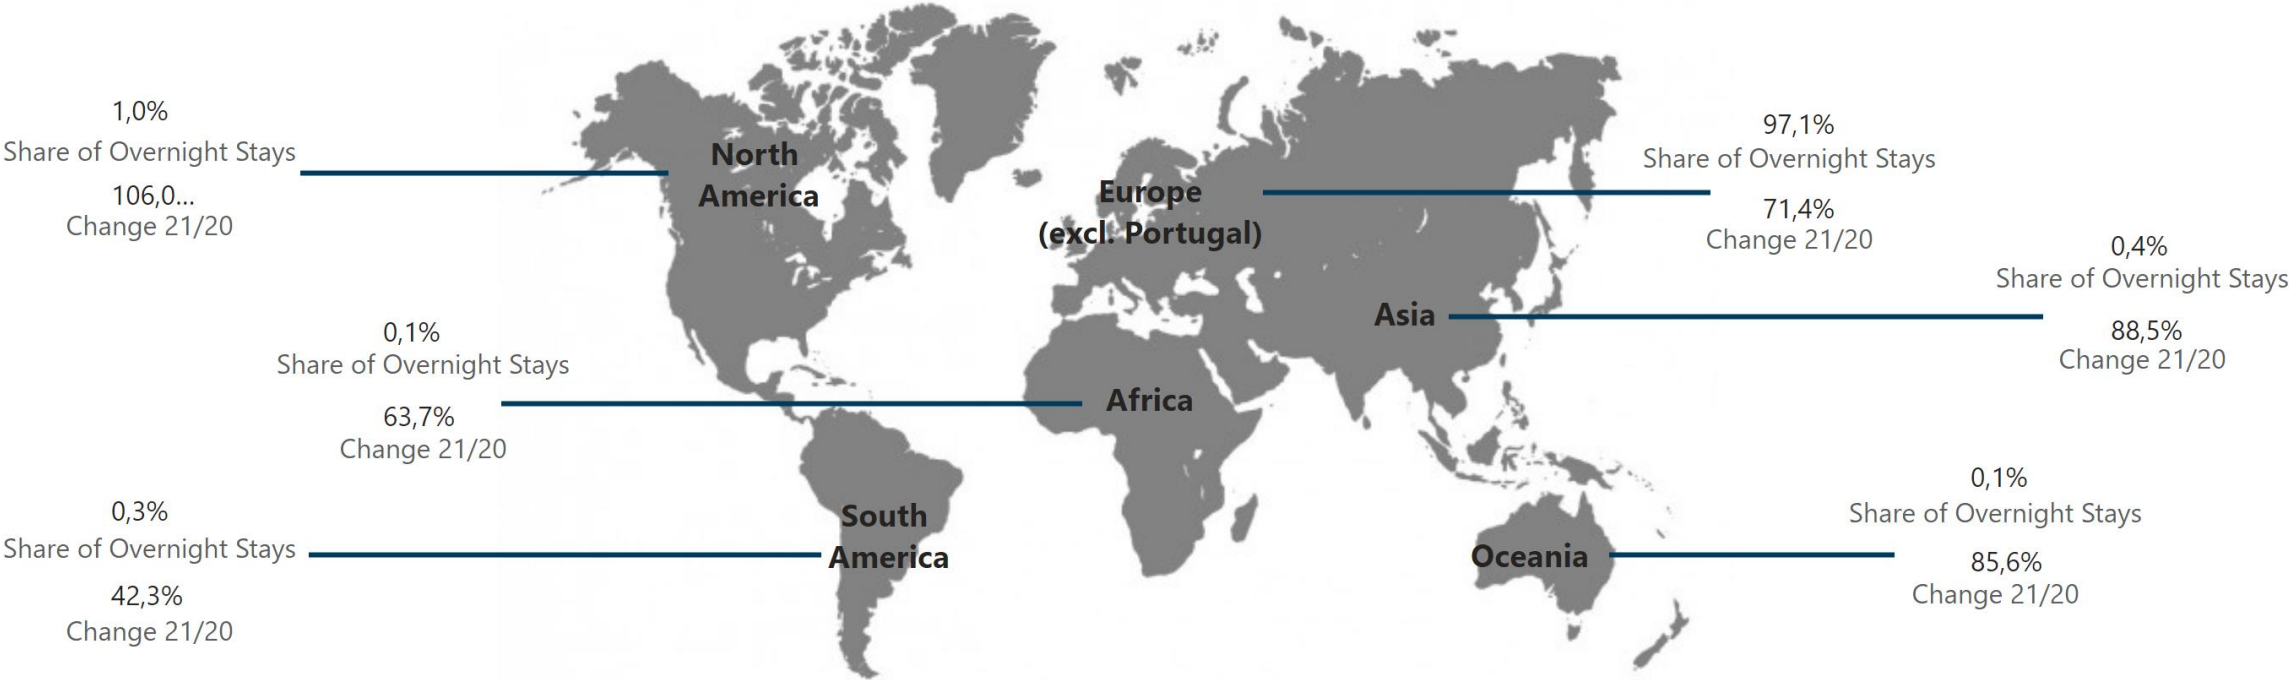 1,0%
Share of Overnight Stays
106,0...
Change 21/20
North
America
Europe
(excl. Portugal)
97,1%
Share of Overnight Stays
71,4%
Change 21/20
0,4%
Share of Overnight Stays
88,5%
Change 21/20
Asia
0,1%
Share of Overnight Stays
63,7%
Change 21/20
Africa
0,3%
Share of Overnight Stays
42,3%
Change 21/20
South
America
Oceania
0,1%
Share of Overnight Stays
85,6%
Change 21/20